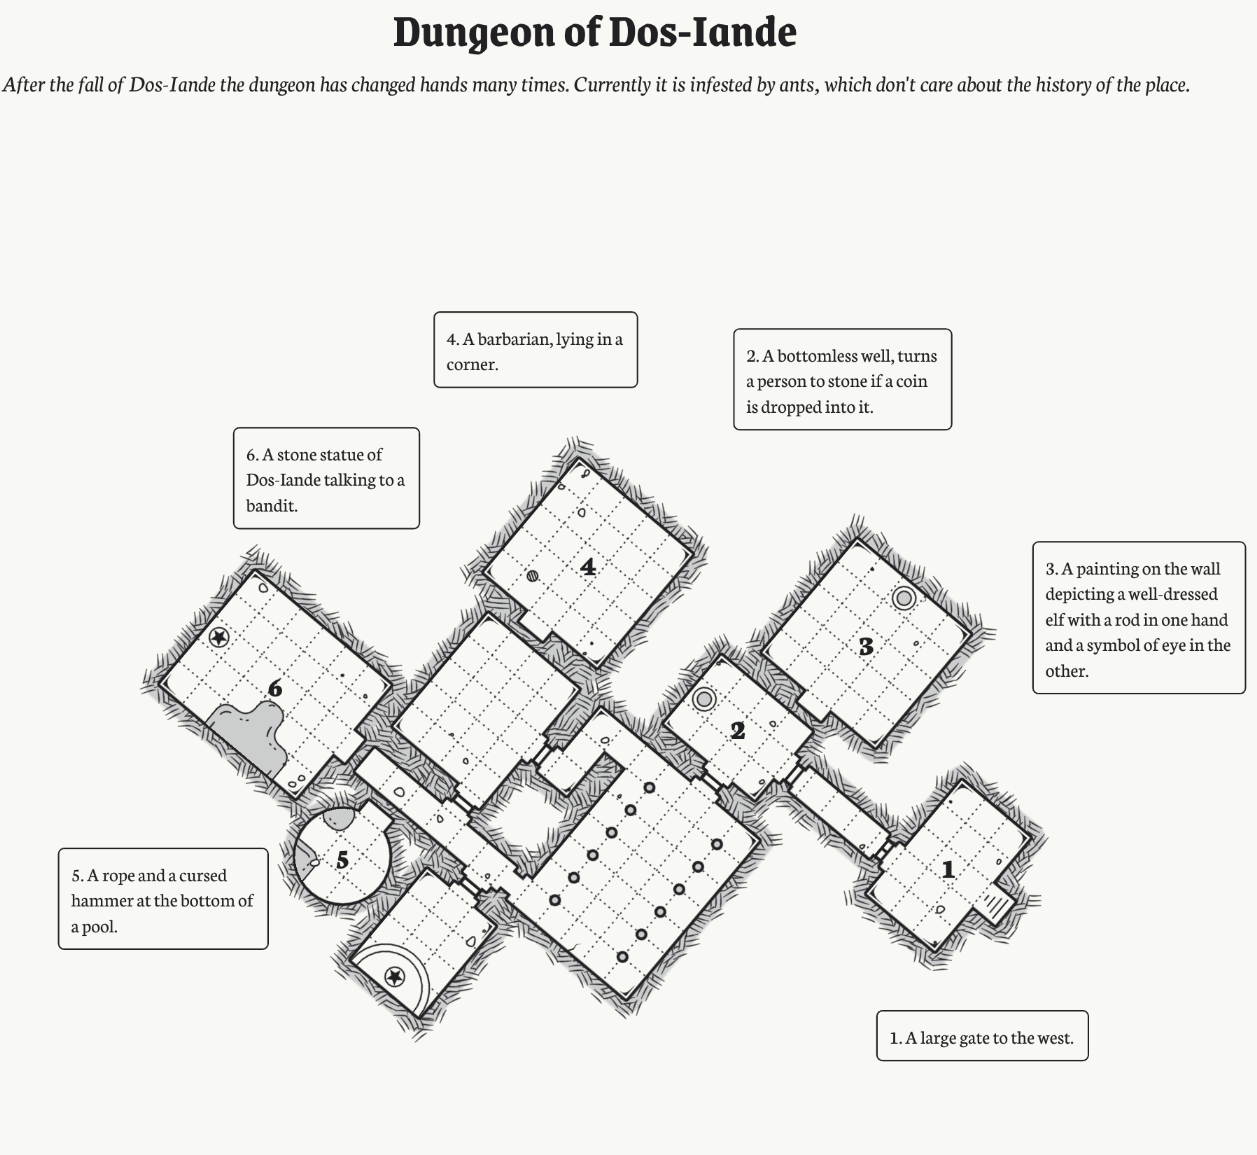 Dungeon of Dos-Iande
After the fall of Dos-Iande the dungeon has changed hands many times. Currently it is infested by ants, which don't care about the history of the place.
4. A barbarian, lying in a
corner.
2. A bottomless well, turns
a person to stone if a coin
is dropped into it.
6. A stone statue of
Dos-Iande talking to a
bandit.
3. A painting on the wall
depicting a well-dressed
elf with a rod in one hand
and a symbol of eye in the
other.
4
3
6
2
5
1
5. A rope and a cursed
hammer at the bottom of
a pool.
1. A large gate to the west.